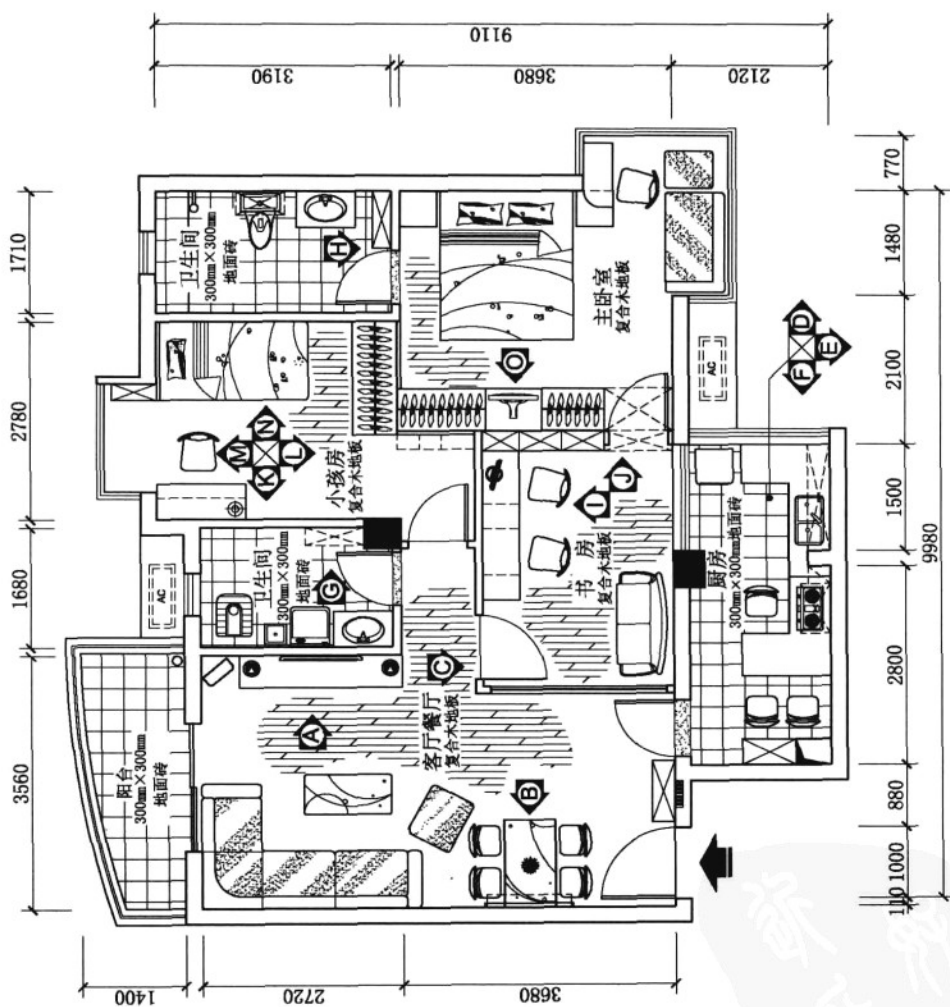 9110
3190
3680
2120
770
1480
2100
1500
2800
880
1000
110
9980
1710
2780
1680
3560
1400
2720
3680
卫生间
300mm×300mm
地面砖
H
主卧室
复合木地板
O
小孩房
复合木地板
M
N
K
L
AC
F
D
E
卫生间
300mm×300mm
地面砖
G
AC
书 房
复合木地板
I
J
厨房
300mm×300mm地面砖
阳台
300mm×300mm
地面砖
A
C
客厅餐厅
复合木地板
B